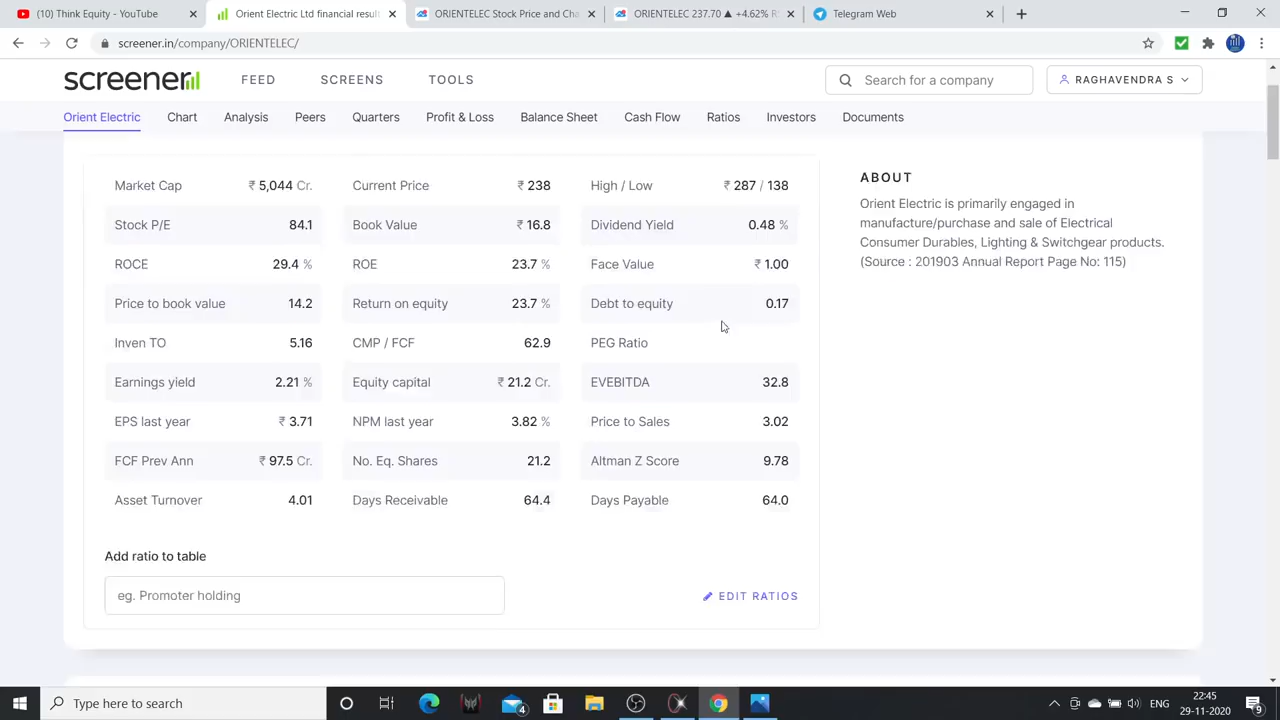 (10) Think Equity - YouTube
Orient Electric Ltd financial resul
ORIENTELEC Stock Price and Cha
ORIENTELEC 237.70 ▲ +4.62% R
Telegram Web
screener.in/company/ORIENTELEC/
screener
FEED
SCREENS
TOOLS
Search for a company
RAGHAVENDRA S
Orient Electric
Chart
Analysis
Peers
Quarters
Profit & Loss
Balance Sheet
Cash Flow
Ratios
Investors
Documents
Market Cap ₹ 5,044 Cr.
Current Price ₹ 238
High / Low ₹ 287 / 138
Stock P/E 84.1
Book Value ₹ 16.8
Dividend Yield 0.48 %
ROCE 29.4 %
ROE 23.7 %
Face Value ₹ 1.00
Price to book value 14.2
Return on equity 23.7 %
Debt to equity 0.17
Inven TO 5.16
CMP / FCF 62.9
PEG Ratio
Earnings yield 2.21 %
Equity capital ₹ 21.2 Cr.
EVEBITDA 32.8
EPS last year ₹ 3.71
NPM last year 3.82 %
Price to Sales 3.02
FCF Prev Ann ₹ 97.5 Cr.
No. Eq. Shares 21.2
Altman Z Score 9.78
Asset Turnover 4.01
Days Receivable 64.4
Days Payable 64.0
ABOUT
Orient Electric is primarily engaged in
manufacture/purchase and sale of Electrical
Consumer Durables, Lighting & Switchgear products.
(Source : 201903 Annual Report Page No: 115)
Add ratio to table
eg. Promoter holding
EDIT RATIOS
Type here to search
4
ENG
22:45
29-11-2020
9